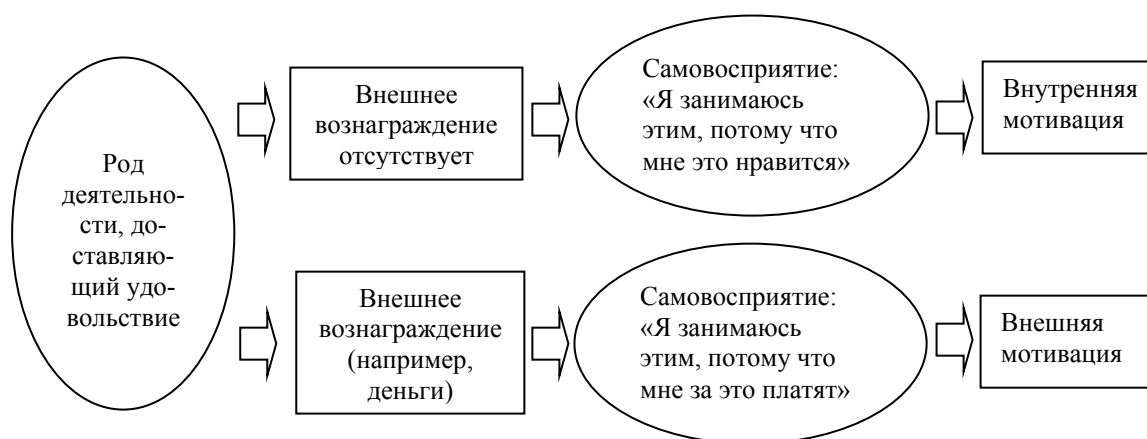 Род
деятельно-
сти, до-
ставляю-
щий удо-
вольствие
Внешнее
вознаграждение
отсутствует
Самовосприятие:
«Я занимаюсь
этим, потому что
мне это нравится»
Внутренняя
мотивация
Внешнее
вознаграждение
(например,
деньги)
Самовосприятие:
«Я занимаюсь
этим, потому что
мне за это платят»
Внешняя
мотивация